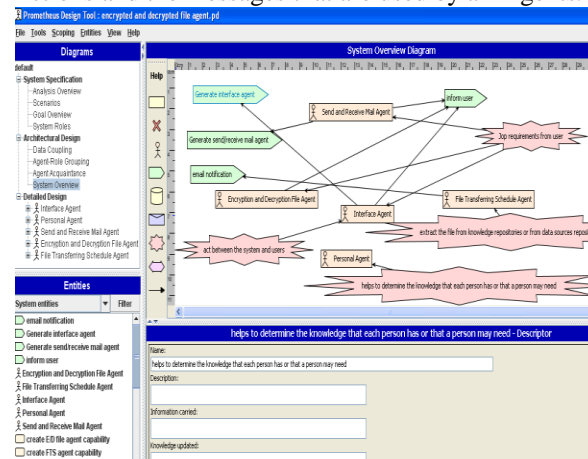 Prometheus Design Tool : encrypted and decrypted file agent.pd
File Tools Scoping Entities View Help
Diagrams
default
System Specification
Analysis Overview
Scenarios
Goal Overview
System Roles
Architectural Design
Data Coupling
Agent-Role Grouping
Agent Acquaintance
System Overview
Detailed Design
Interface Agent
Personal Agent
Send and Receive Mail Agent
Encryption and Decryption File Agent
File Transferring Schedule Agent
Entities
System entities
Filter
email notification
Generate interface agent
Generate send/receive mail agent
inform user
Encryption and Decryption File Agent
File Transferring Schedule Agent
Interface Agent
Personal Agent
Send and Receive Mail Agent
create E/D file agent capability
create FTS agent capability
System Overview Diagram
Help
Generate interface agent
inform user
Send and Receive Mail Agent
Jop requirements from user
Generate send/receive mail agent
email notification
Encryption and Decryption File Agent
File Transferring Schedule Agent
Interface Agent
extract the file from knowledge repositories or from data sources
act between the system and users
Personal Agent
helps to determine the knowledge that each person has or that a person may need
helps to determine the knowledge that each person has or that a person may need - Descriptor
Name:
helps to determine the knowledge that each person has or that a person may need
Description:
Information carried:
Knowledge updated: